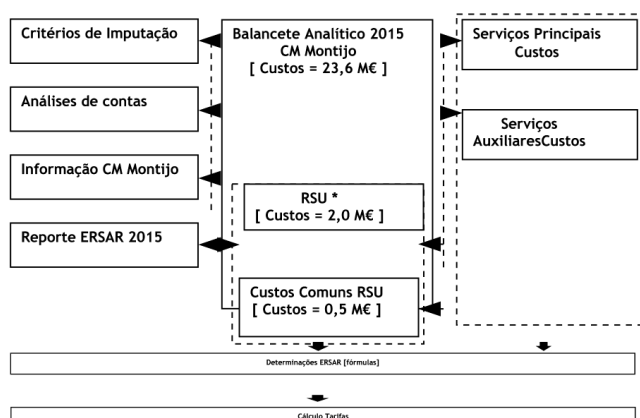 Critérios de Imputação
Análises de contas
Informação CM Montijo
Reporte ERSAR 2015
Balancete Analítico 2015
CM Montijo
[ Custos = 23,6 M€ ]
RSU *
[ Custos = 2,0 M€ ]
Custos Comuns RSU
[ Custos = 0,5 M€ ]
Serviços Principais
Custos
Serviços
AuxiliaresCustos
Determinações ERSAR [fórmulas]
Cálculo Tarifas